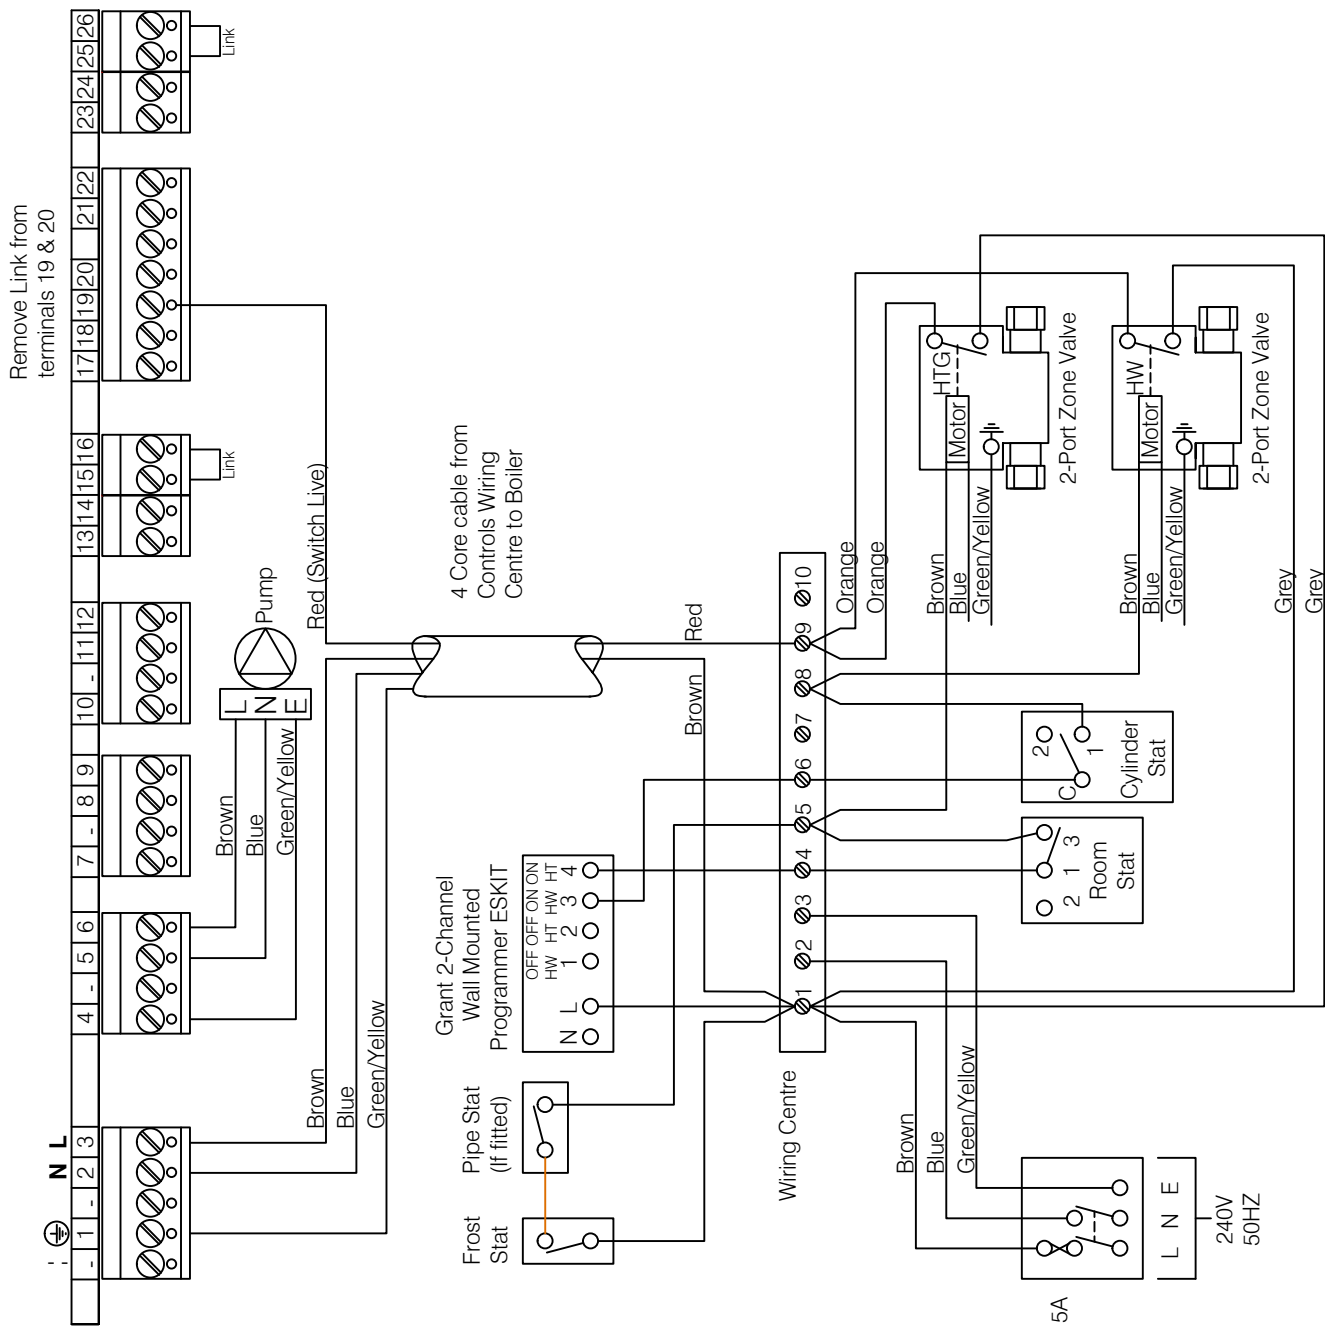 Remove Link from
terminals 19 & 20
N L
- 1 - 2 3
4 - 5 6
7 - 8 9
10 - 11 12
13 14 15 16
17 18 19 20 21 22
23 24 25 26
Link
Link
Brown
Blue
Green/Yellow
L
N
E
Pump
Red (Switch Live)
Brown
Blue
Green/Yellow
4 Core cable from
Controls Wiring
Centre to Boiler
Frost
Stat
Pipe Stat
(If fitted)
Grant 2-Channel
Wall Mounted
Programmer ESKIT
OFF OFF ON ON
HW HT HW HT
N L 1 2 3 4
Brown
Red
Wiring Centre
1 2 3 4 5 6 7 8 9 10
Orange
Orange
Brown
Blue
Green/Yellow
HTG
Motor
2-Port Zone Valve
Brown
Blue
Green/Yellow
HW
Motor
2-Port Zone Valve
Grey
Grey
2 1 3
Room
Stat
C 2 1
Cylinder
Stat
Brown
Blue
Green/Yellow
5A
L N E
240V
50HZ